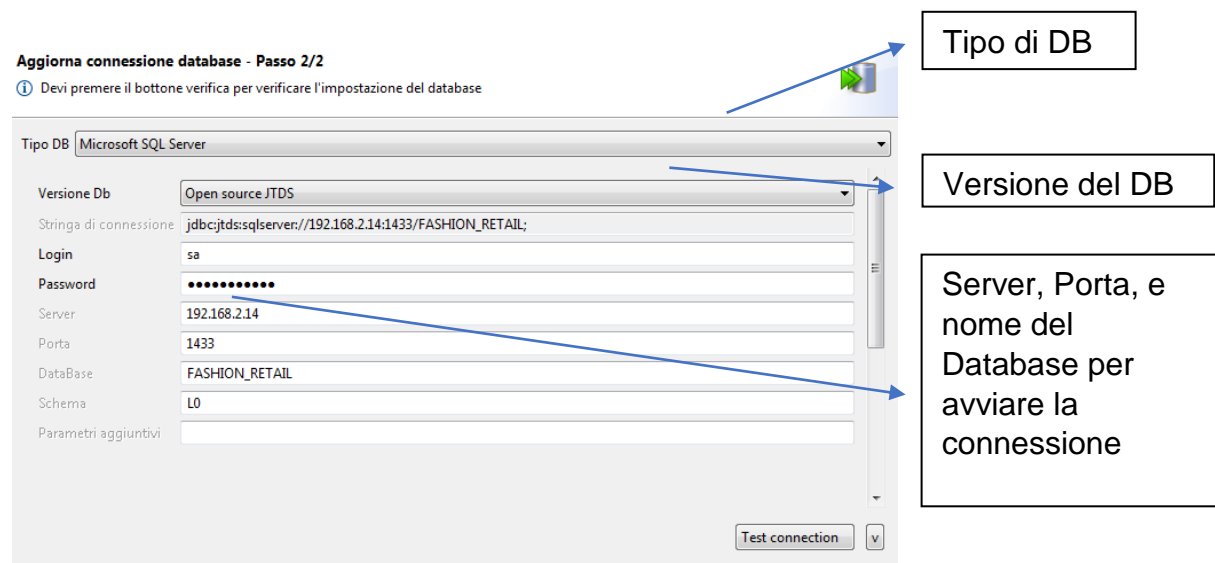 Aggiorna connessione database - Passo 2/2
Devi premere il bottone verifica per verificare l'impostazione del database
Tipo DB Microsoft SQL Server
Versione Db Open source JTDS
Stringa di connessione jdbc:jtds:sqlserver://192.168.2.14:1433/FASHION_RETAIL;
Login sa
Password ●●●●●●●●●●●
Server 192.168.2.14
Porta 1433
DataBase FASHION_RETAIL
Schema L0
Parametri aggiuntivi
Test connection v
Tipo di DB
Versione del DB
Server, Porta, e
nome del
Database per
avviare la
connessione